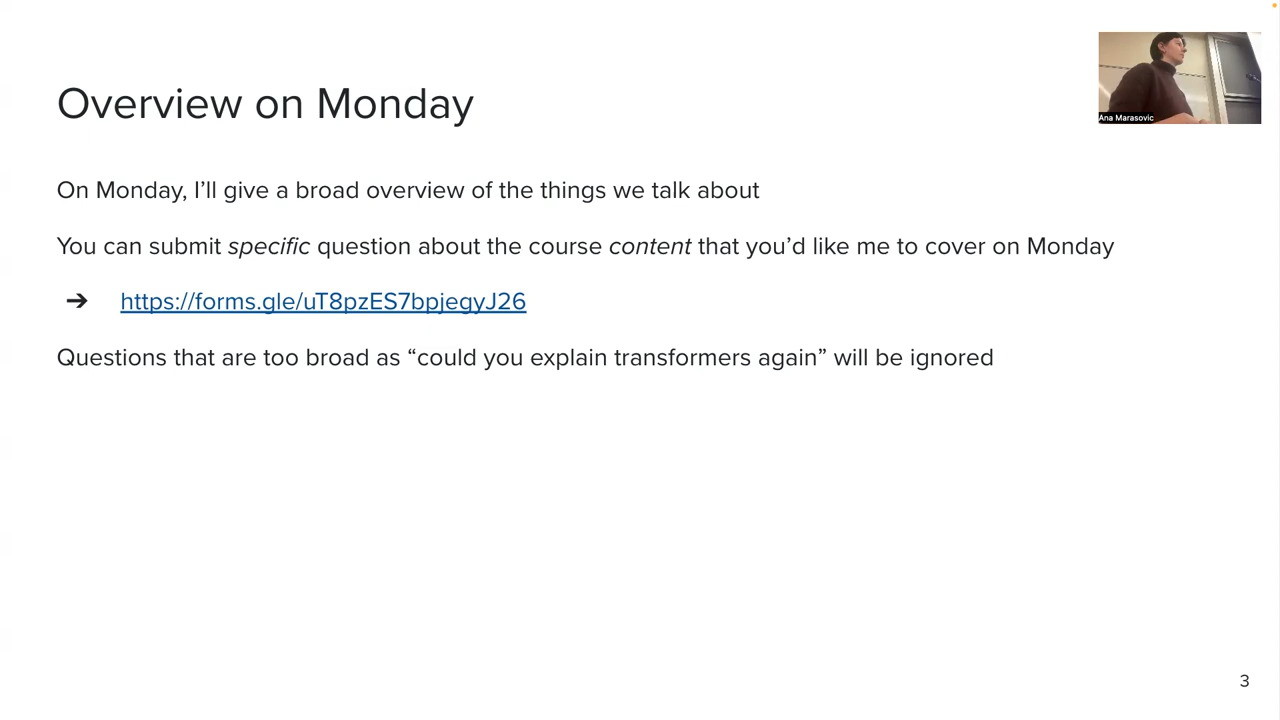 Ana Marasovic
Overview on Monday
On Monday, I’ll give a broad overview of the things we talk about
You can submit specific question about the course content that you’d like me to cover on Monday
➔ https://forms.gle/uT8pzES7bpjegyJ26
Questions that are too broad as “could you explain transformers again” will be ignored
3